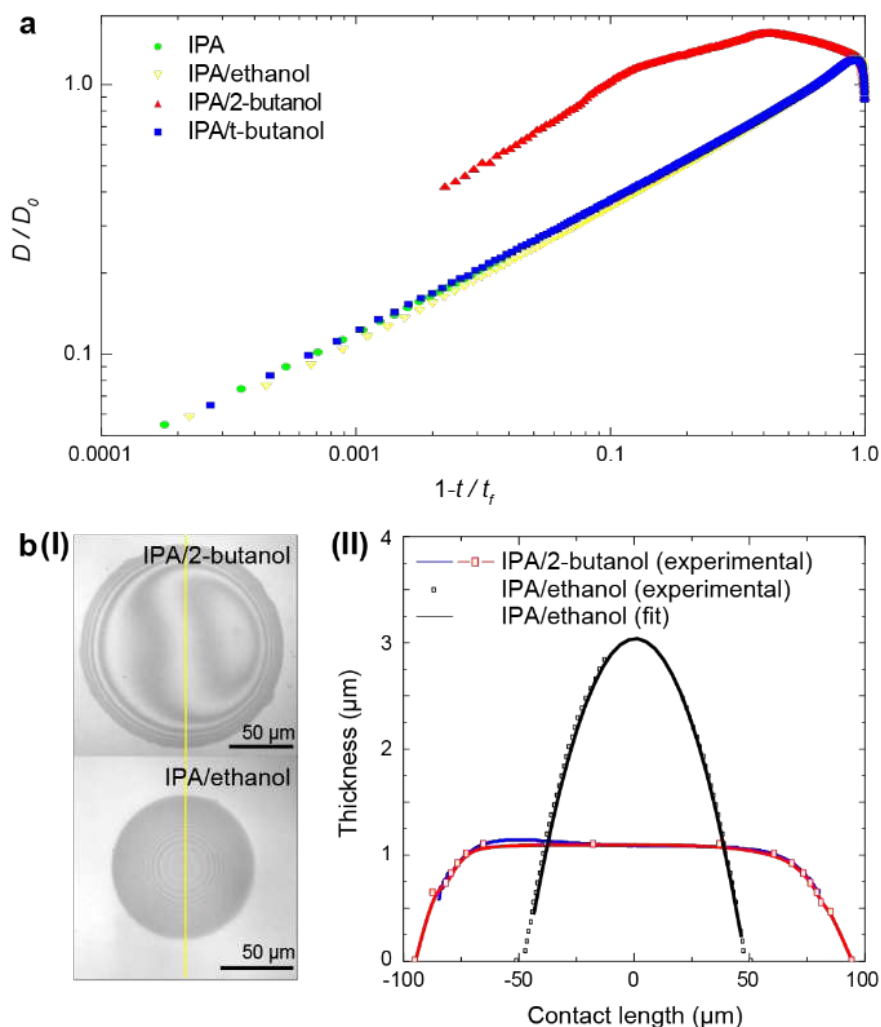 a
IPA
IPA/ethanol
IPA/2-butanol
IPA/t-butanol
D / D0
1.0
0.1
0.0001
0.001
0.1
1.0
1-t / tf
b (I)
IPA/2-butanol
50 µm
IPA/ethanol
50 µm
(II)
IPA/2-butanol (experimental)
IPA/ethanol (experimental)
IPA/ethanol (fit)
Thickness (µm)
4
3
2
1
0
-100
-50
0
50
100
Contact length (µm)